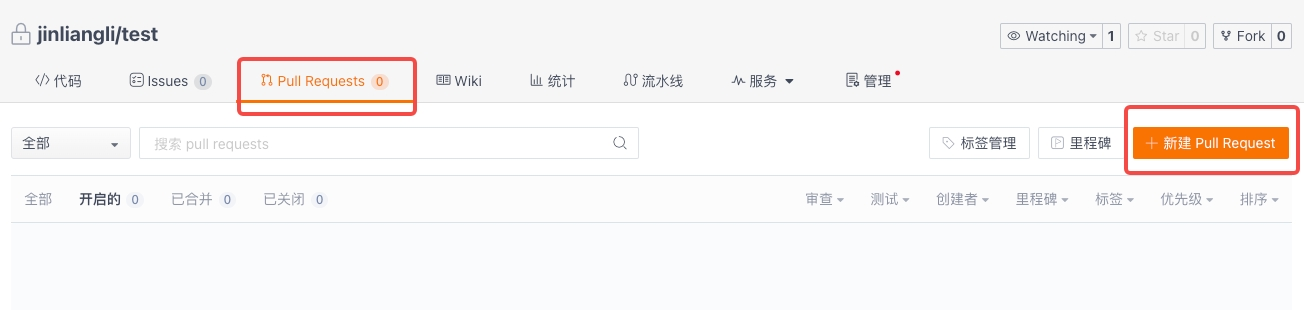 jinliangli/test
Watching 1 Star 0 Fork 0
代码 Issues 0 Pull Requests 0 Wiki 统计 流水线 服务 管理
全部 搜索 pull requests 标签管理 里程碑 + 新建 Pull Request
全部 开启的 0 已合并 0 已关闭 0 审查 测试 创建者 里程碑 标签 优先级 排序